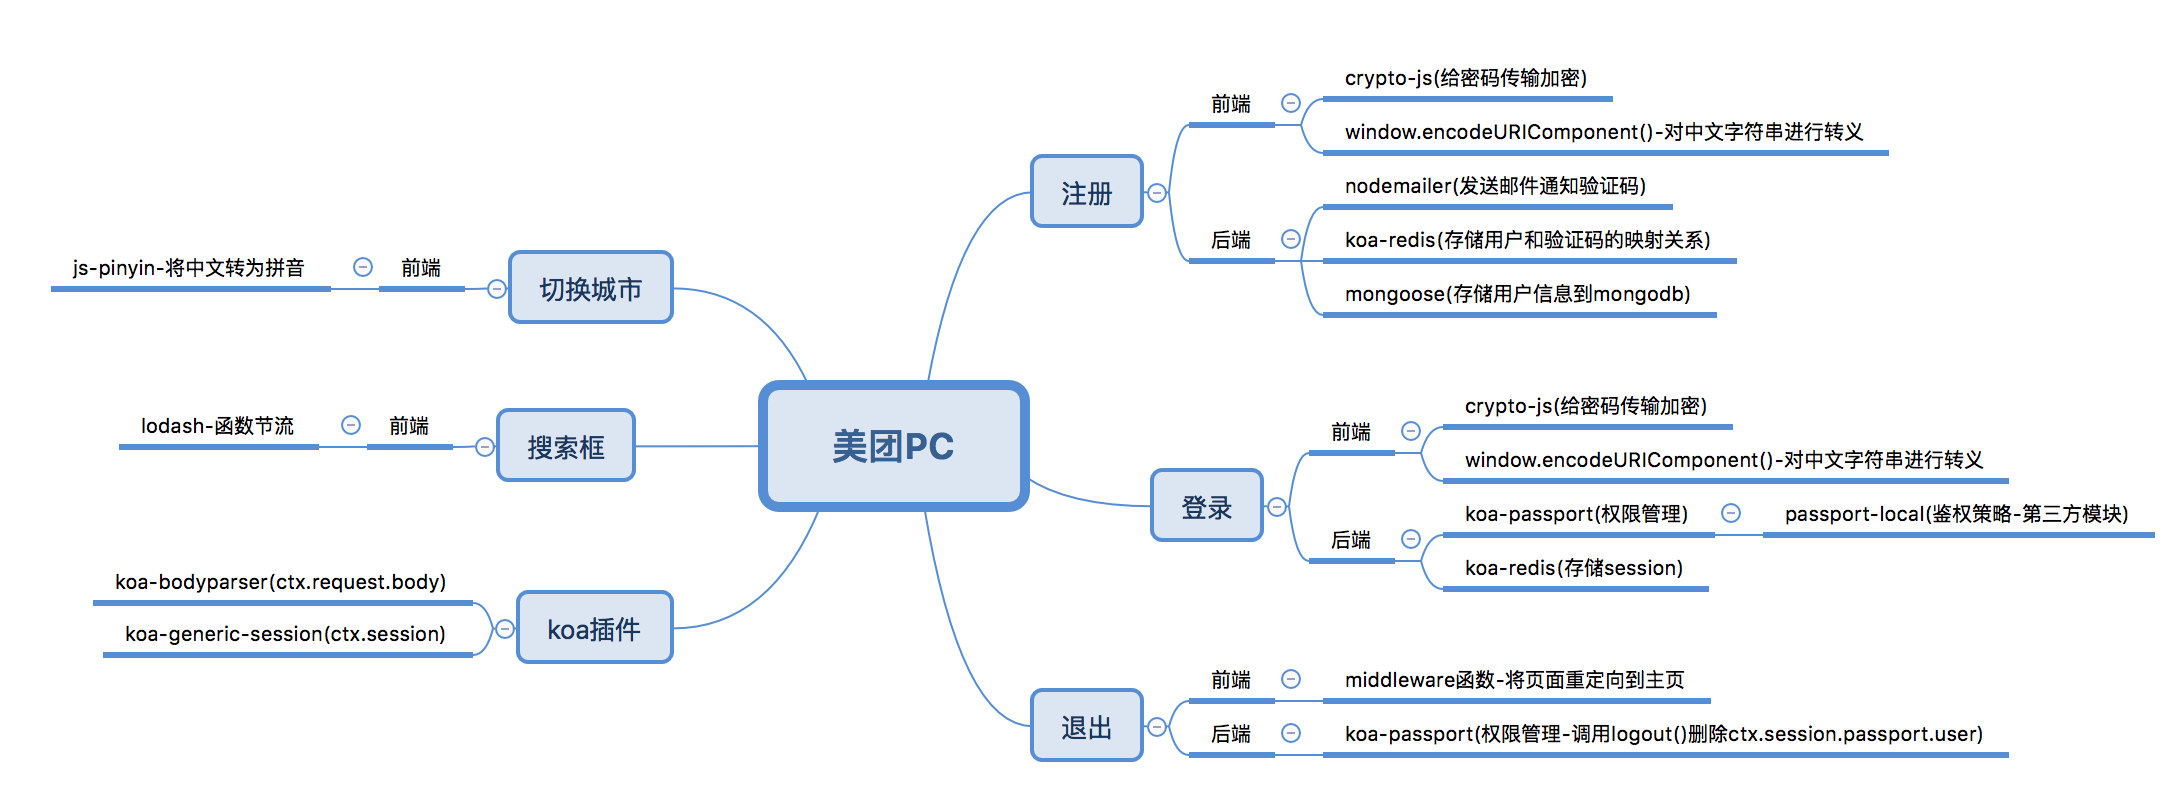 美团PC
注册
前端
crypto-js(给密码传输加密)
window.encodeURIComponent()-对中文字符串进行转义
后端
nodemailer(发送邮件通知验证码)
koa-redis(存储用户和验证码的映射关系)
mongoose(存储用户信息到mongodb)
登录
前端
crypto-js(给密码传输加密)
window.encodeURIComponent()-对中文字符串进行转义
后端
koa-passport(权限管理)
passport-local(鉴权策略-第三方模块)
koa-redis(存储session)
退出
前端
middleware函数-将页面重定向到主页
后端
koa-passport(权限管理-调用logout()删除ctx.session.passport.user)
切换城市
前端
js-pinyin-将中文转为拼音
搜索框
前端
lodash-函数节流
koa插件
koa-bodyparser(ctx.request.body)
koa-generic-session(ctx.session)